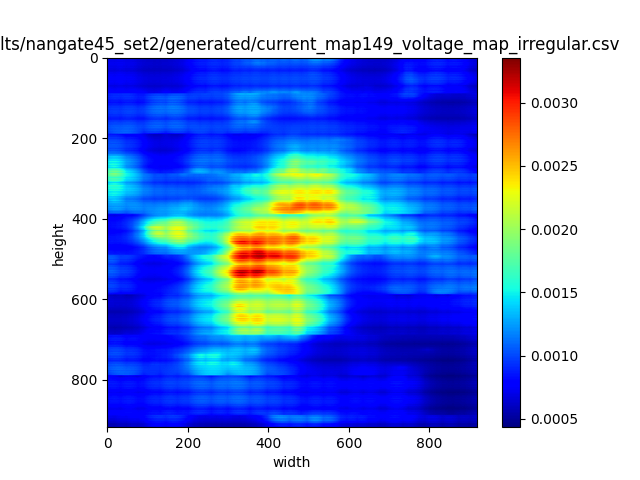 lts/nangate45_set2/generated/current_map149_voltage_map_irregular.csv
0
200
400
600
800
height
0 200 400 600 800
width
0.0030
0.0025
0.0020
0.0015
0.0010
0.0005